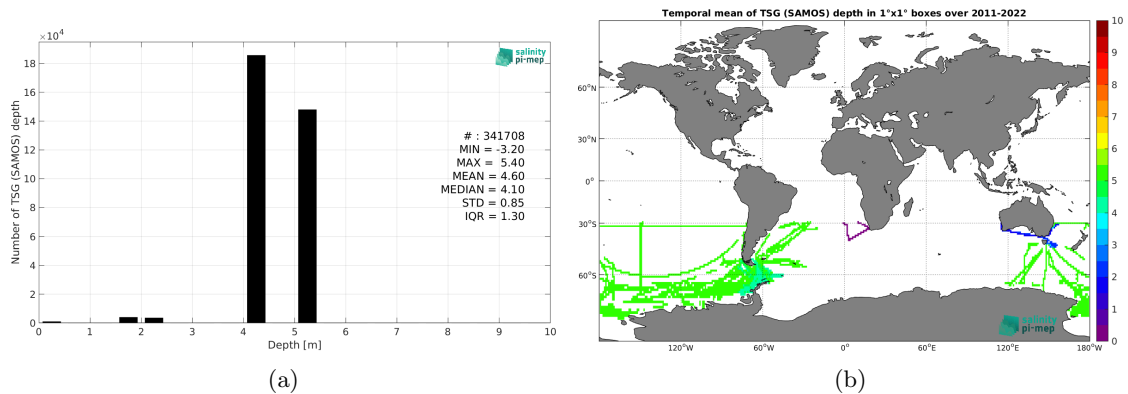 Temporal mean of TSG (SAMOS) depth in 1°x1° boxes over 2011-2022
×10⁴
salinity
pi-mep
Number of TSG (SAMOS) depth
18
16
14
12
10
8
6
4
2
0
# : 341708
MIN = -3.20
MAX = 5.40
MEAN = 4.60
MEDIAN = 4.10
STD = 0.85
IQR = 1.30
0 1 2 3 4 5 6 7 8 9 10
Depth [m]
(a)
60°N
30°N
0°
30°S
60°S
120°W 60°W 0° 60°E 120°E 180°W
salinity
pi-mep
10
9
8
7
6
5
4
3
2
1
0
(b)